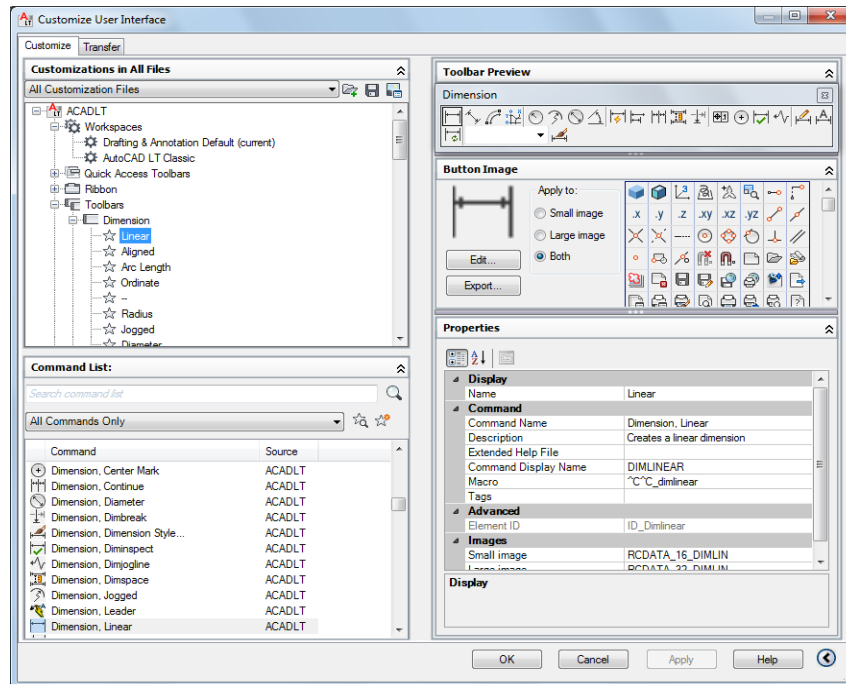 Customize User Interface
Customize Transfer
Customizations in All Files
All Customization Files
ACADLT
Workspaces
Drafting & Annotation Default (current)
AutoCAD LT Classic
Quick Access Toolbars
Ribbon
Toolbars
Dimension
Linear
Aligned
Arc Length
Ordinate
--
Radius
Jogged
Diameter
Command List:
Search command list
All Commands Only
Command Source
Dimension, Center Mark ACADLT
Dimension, Continue ACADLT
Dimension, Diameter ACADLT
Dimension, Dimbreak ACADLT
Dimension, Dimension Style... ACADLT
Dimension, Diminspect ACADLT
Dimension, Dimjogline ACADLT
Dimension, Dimspace ACADLT
Dimension, Jogged ACADLT
Dimension, Leader ACADLT
Dimension, Linear ACADLT
Toolbar Preview
Dimension
Button Image
Apply to:
Small image
Large image
Both
Edit...
Export...
.x .y .z .xy .xz .yz
Properties
Display
Name Linear
Command
Command Name Dimension, Linear
Description Creates a linear dimension
Extended Help File
Command Display Name DIMLINEAR
Macro ^C^C_dimlinear
Tags
Advanced
Element ID ID_Dimlinear
Images
Small image RCDATA_16_DIMLIN
Large image RCDATA_32_DIMLIN
Display
OK Cancel Apply Help